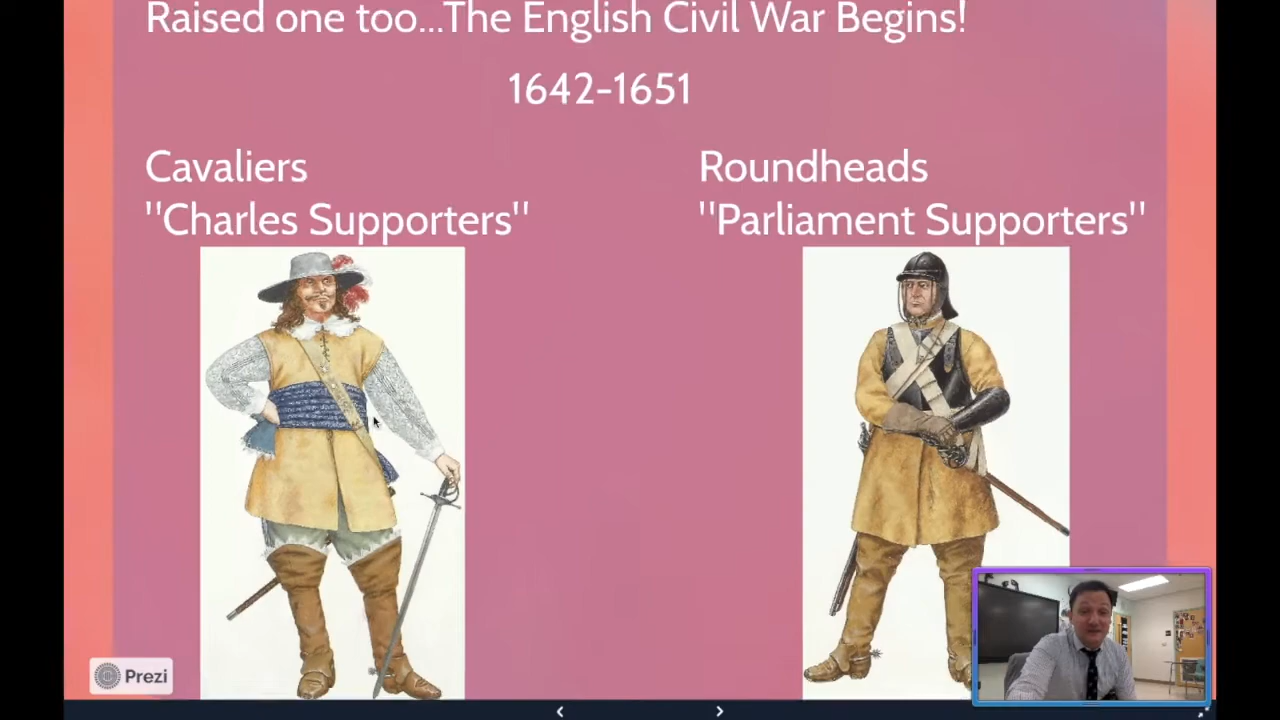 Raised one too...The English Civil War Begins!
1642-1651
Cavaliers
"Charles Supporters"
Roundheads
"Parliament Supporters"
Prezi